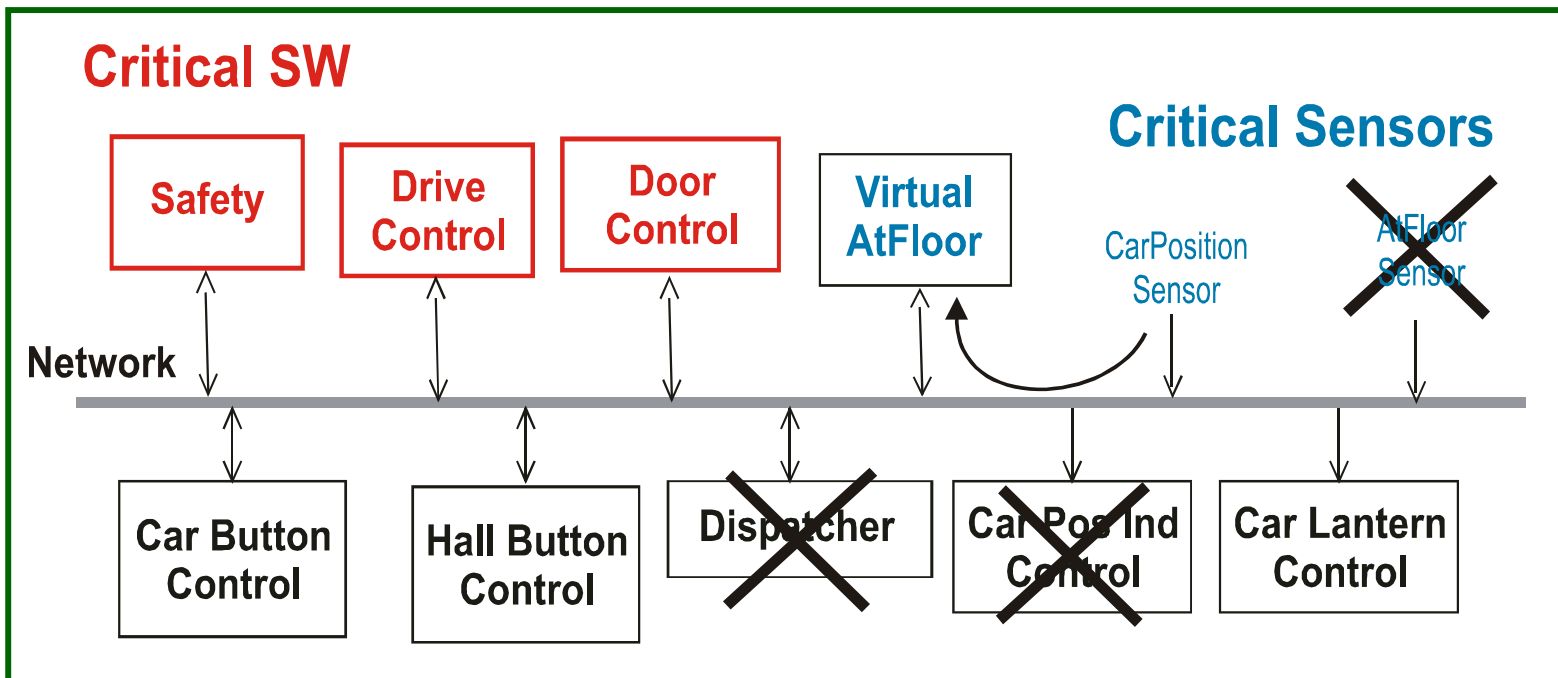 Critical SW
Critical Sensors
Safety
Drive
Control
Door
Control
Virtual
AtFloor
CarPosition
Sensor
AtFloor
Sensor
Network
Car Button
Control
Hall Button
Control
Dispatcher
Car Pos Ind
Control
Car Lantern
Control